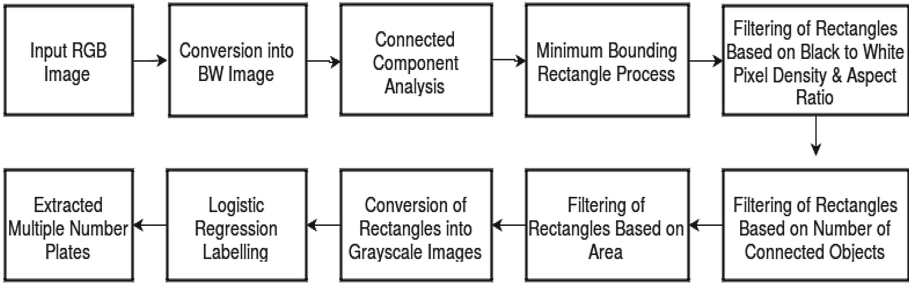 Input RGB
Image
Conversion into
BW Image
Connected
Component
Analysis
Minimum Bounding
Rectangle Process
Filtering of Rectangles
Based on Black to White
Pixel Density & Aspect
Ratio
Filtering of Rectangles
Based on Number of
Connected Objects
Filtering of
Rectangles Based on
Area
Conversion of
Rectangles into
Grayscale Images
Logistic
Regression
Labelling
Extracted
Multiple Number
Plates